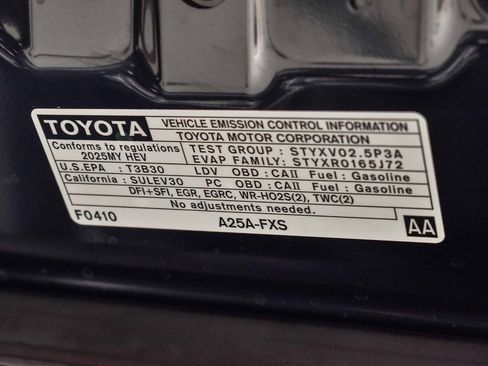 TOYOTA VEHICLE EMISSION CONTROL INFORMATION
TOYOTA MOTOR CORPORATION
Conforms to regulations TEST GROUP : STYXV02.5P3A
2025MY HEV EVAP FAMILY: STYXR0165J72
U.S.EPA : T3B30 LDV OBD : CAII Fuel : Gasoline
California : SULEV30 PC OBD : CAII Fuel : Gasoline
DFI+SFI, EGR, EGRC, WR-HO2S(2), TWC(2)
No adjustments needed.
F0410 A25A-FXS AA